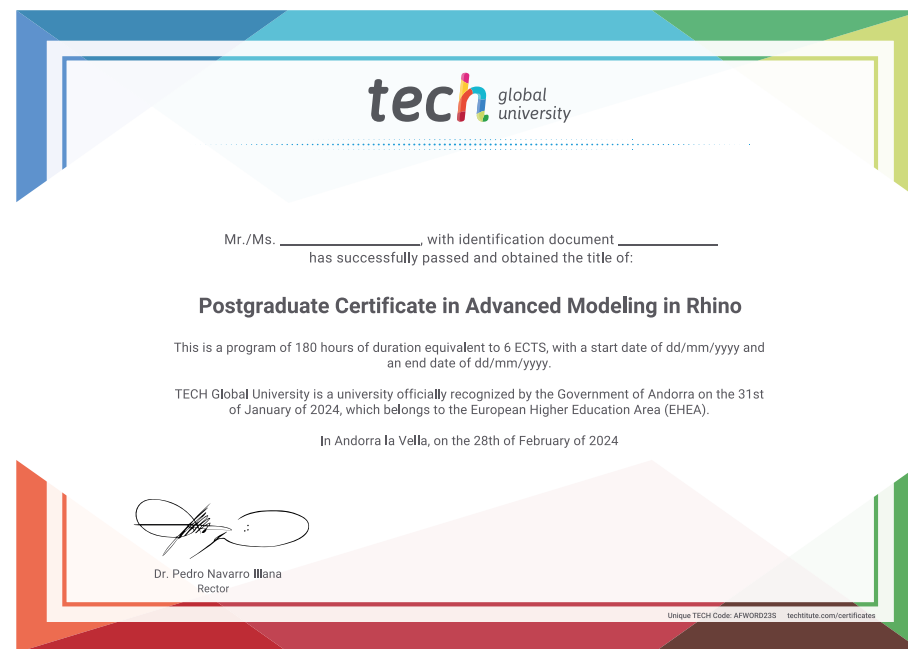 tech global university
Mr./Ms. ________________, with identification document ____________
has successfully passed and obtained the title of:
Postgraduate Certificate in Advanced Modeling in Rhino
This is a program of 180 hours of duration equivalent to 6 ECTS, with a start date of dd/mm/yyyy and
an end date of dd/mm/yyyy.
TECH Global University is a university officially recognized by the Government of Andorra on the 31st
of January of 2024, which belongs to the European Higher Education Area (EHEA).
In Andorra la Vella, on the 28th of February of 2024
Dr. Pedro Navarro Illana
Rector
Unique TECH Code: AFWORD23S techtitute.com/certificates